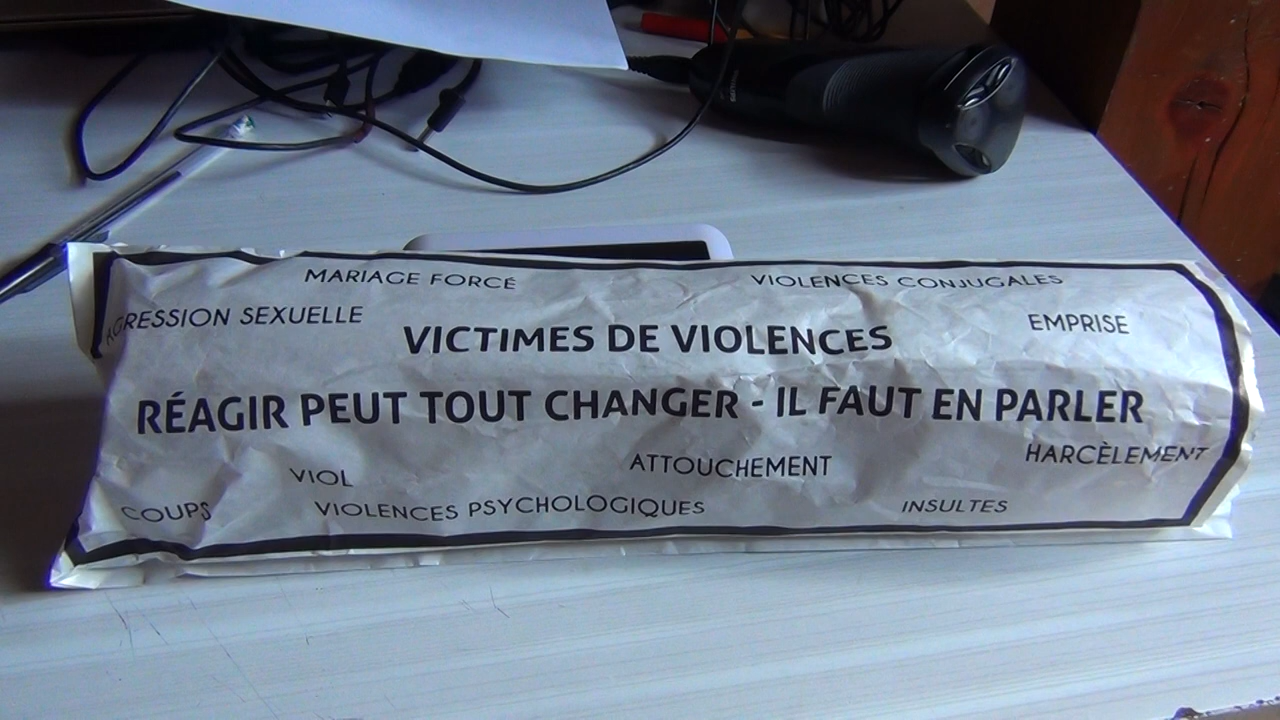 MARIAGE FORCÉ
VIOLENCES CONJUGALES
AGRESSION SEXUELLE
EMPRISE
VICTIMES DE VIOLENCES
RÉAGIR PEUT TOUT CHANGER - IL FAUT EN PARLER
HARCÈLEMENT
ATTOUCHEMENT
VIOL
COUPS
VIOLENCES PSYCHOLOGIQUES
INSULTES